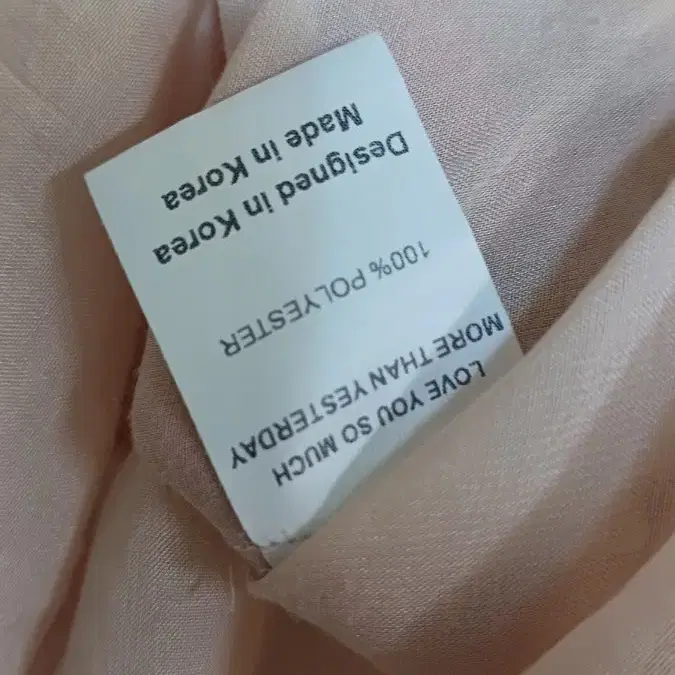 LOVE YOU SO MUCH
MORE THAN YESTERDAY
100% POLYESTER
Designed in Korea
Made in Korea